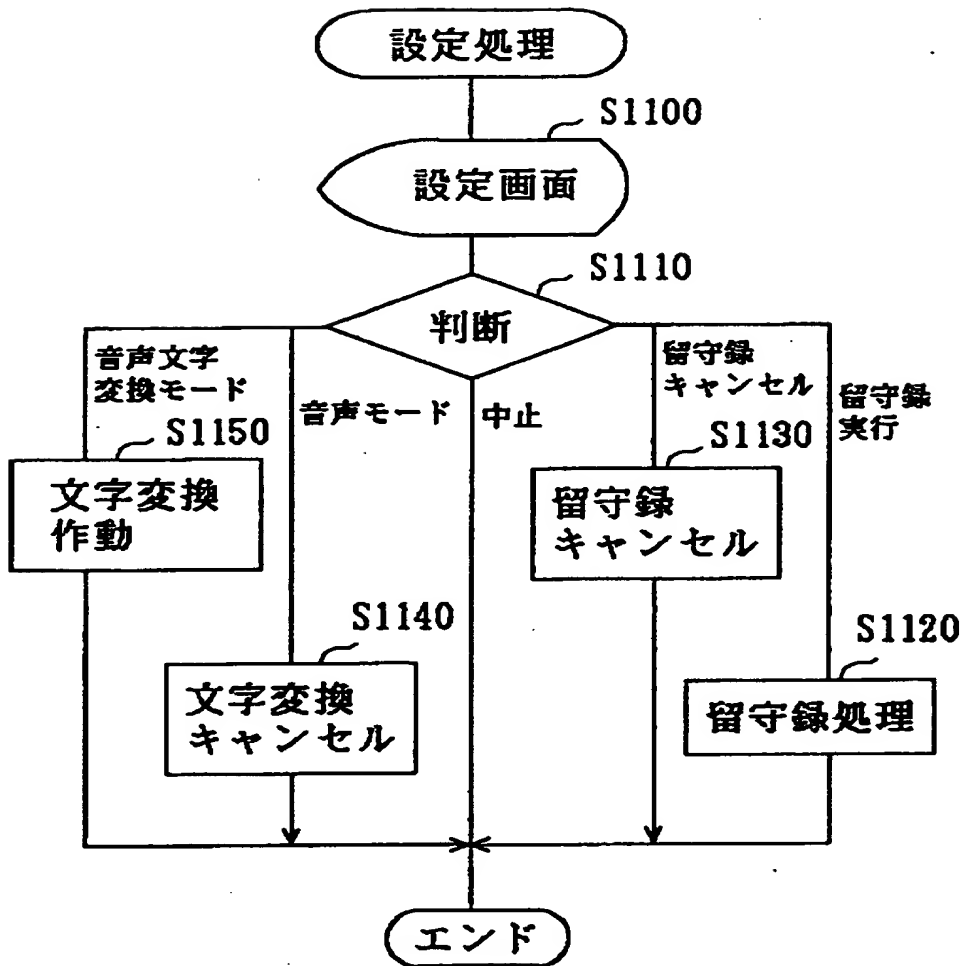 設定処理
S1100
設定画面
S1110
判断
音声文字
変換モード
音声モード
中止
留守録
キャンセル
留守録
実行
S1150
文字変換
作動
S1130
留守録
キャンセル
S1140
文字変換
キャンセル
S1120
留守録処理
エンド